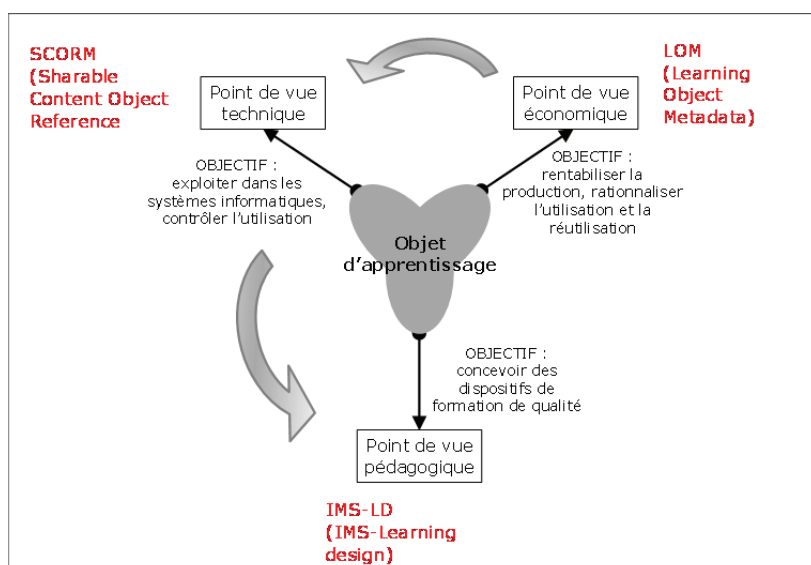 SCORM
(Sharable
Content Object
Reference
Point de vue
technique
LOM
(Learning
Object
Metadata)
Point de vue
économique
OBJECTIF :
exploiter dans les
systèmes informatiques,
contrôler l'utilisation
OBJECTIF :
rentabiliser la
production, rationnaliser
l'utilisation et la
réutilisation
Objet
d'apprentissage
OBJECTIF :
concevoir des
dispositifs de
formation de qualité
Point de vue
pédagogique
IMS-LD
(IMS-Learning
design)